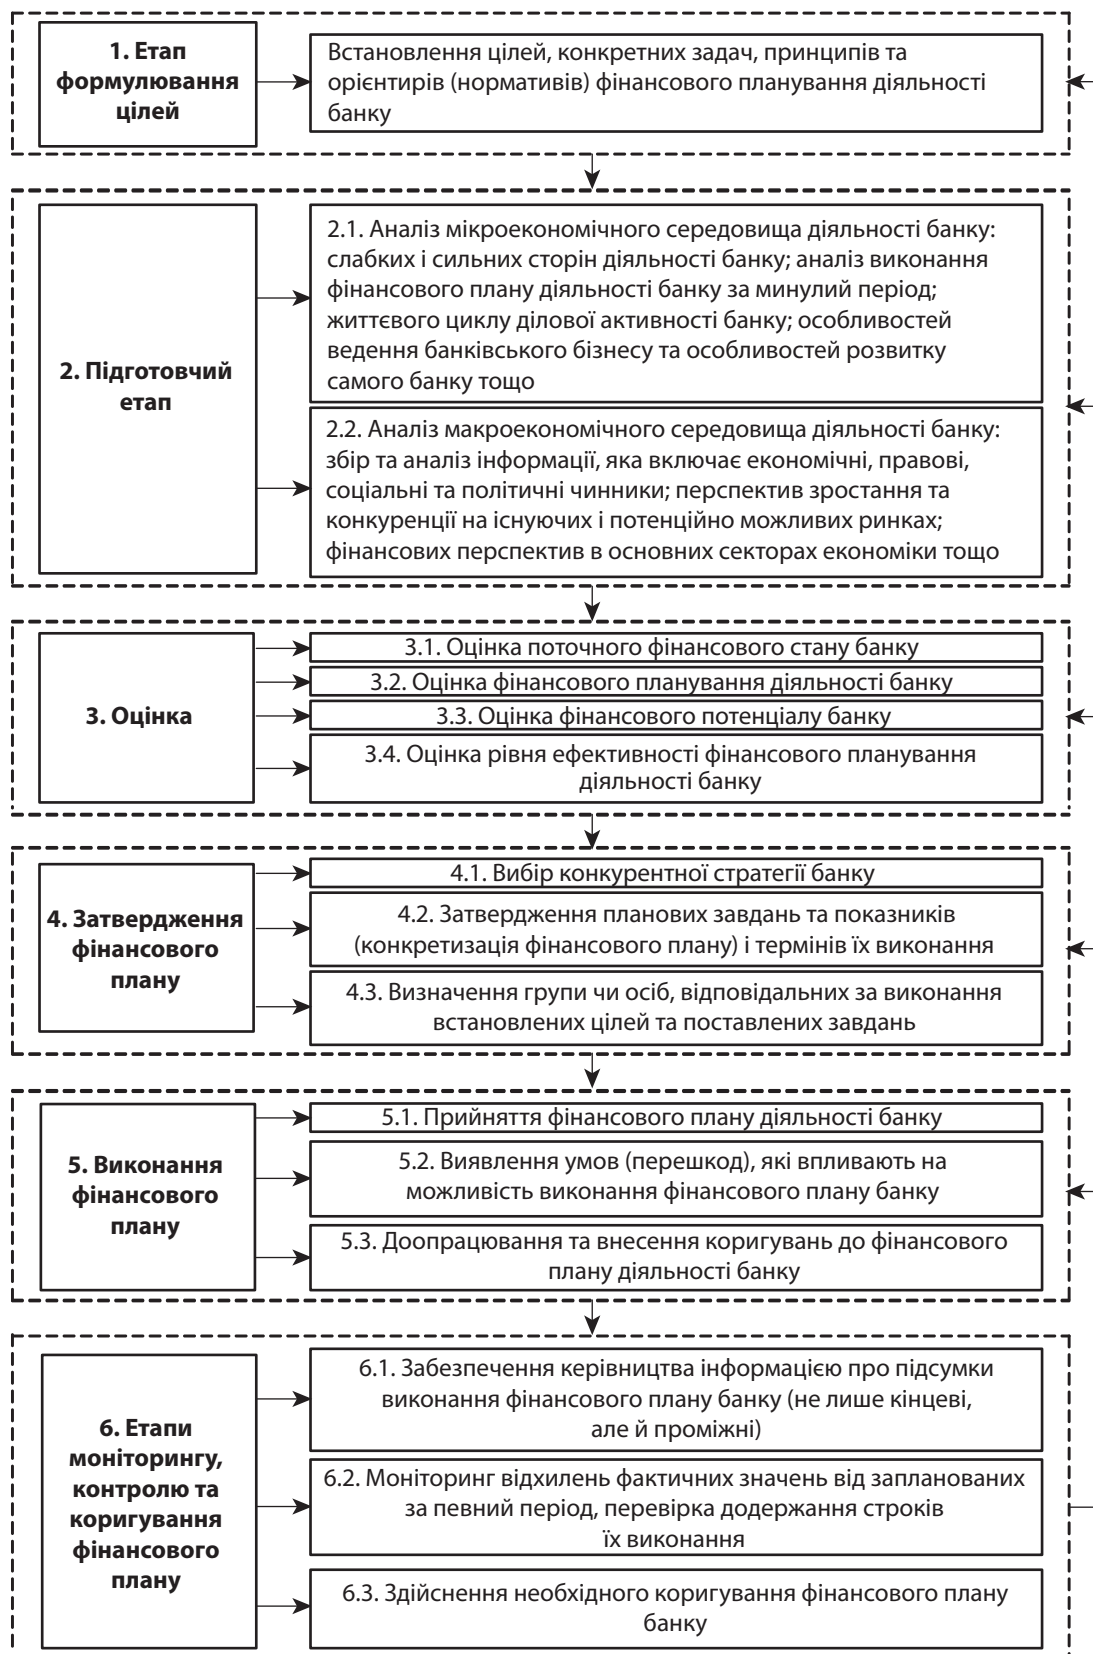 1. Етап
формулювання
цілей
Встановлення цілей, конкретних задач, принципів та
орієнтирів (нормативів) фінансового планування діяльності
банку
2. Підготовчий
етап
2.1. Аналіз мікроекономічного середовища діяльності банку:
слабких і сильних сторін діяльності банку; аналіз виконання
фінансового плану діяльності банку за минулий період;
життєвого циклу ділової активності банку; особливостей
ведення банківського бізнесу та особливостей розвитку
самого банку тощо
2.2. Аналіз макроекономічного середовища діяльності банку:
збір та аналіз інформації, яка включає економічні, правові,
соціальні та політичні чинники; перспектив зростання та
конкуренції на існуючих і потенційно можливих ринках;
фінансових перспектив в основних секторах економіки тощо
3. Оцінка
3.1. Оцінка поточного фінансового стану банку
3.2. Оцінка фінансового планування діяльності банку
3.3. Оцінка фінансового потенціалу банку
3.4. Оцінка рівня ефективності фінансового планування
діяльності банку
4. Затвердження
фінансового
плану
4.1. Вибір конкурентної стратегії банку
4.2. Затвердження планових завдань та показників
(конкретизація фінансового плану) і термінів їх виконання
4.3. Визначення групи чи осіб, відповідальних за виконання
встановлених цілей та поставлених завдань
5. Виконання
фінансового
плану
5.1. Прийняття фінансового плану діяльності банку
5.2. Виявлення умов (перешкод), які впливають на
можливість виконання фінансового плану банку
5.3. Доопрацювання та внесення коригувань до фінансового
плану діяльності банку
6. Етапи
моніторингу,
контролю та
коригування
фінансового
плану
6.1. Забезпечення керівництва інформацією про підсумки
виконання фінансового плану банку (не лише кінцеві,
але й проміжні)
6.2. Моніторинг відхилень фактичних значень від запланованих
за певний період, перевірка додержання строків
їх виконання
6.3. Здійснення необхідного коригування фінансового плану
банку